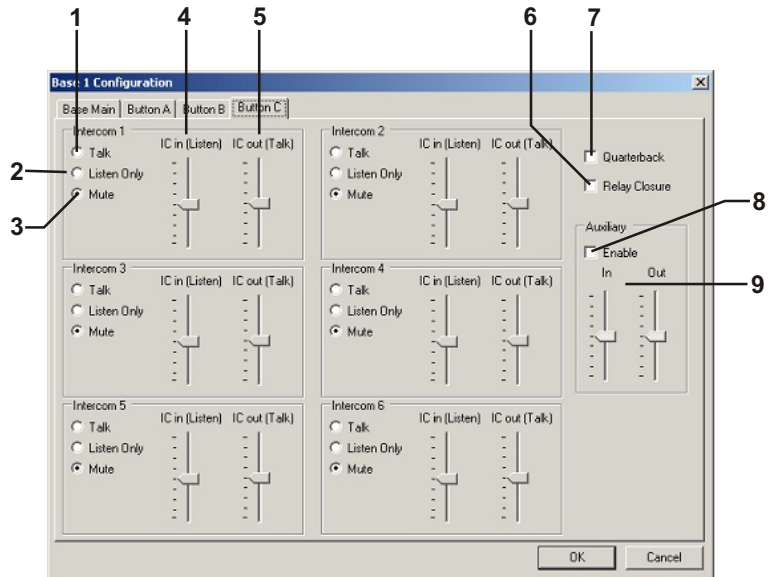 1 4 5 6 7
Base 1 Configuration
Base Main Button A Button B Button C
Intercom 1 IC in (Listen) IC out (Talk)
Talk
2 Listen Only
3 Mute
Intercom 2 IC in (Listen) IC out (Talk)
Talk
Listen Only
Mute
Quarterback
Relay Closure
8
Auxiliary
Enable
In Out 9
Intercom 3 IC in (Listen) IC out (Talk)
Talk
Listen Only
Mute
Intercom 4 IC in (Listen) IC out (Talk)
Talk
Listen Only
Mute
Intercom 5 IC in (Listen) IC out (Talk)
Talk
Listen Only
Mute
Intercom 6 IC in (Listen) IC out (Talk)
Talk
Listen Only
Mute
OK Cancel